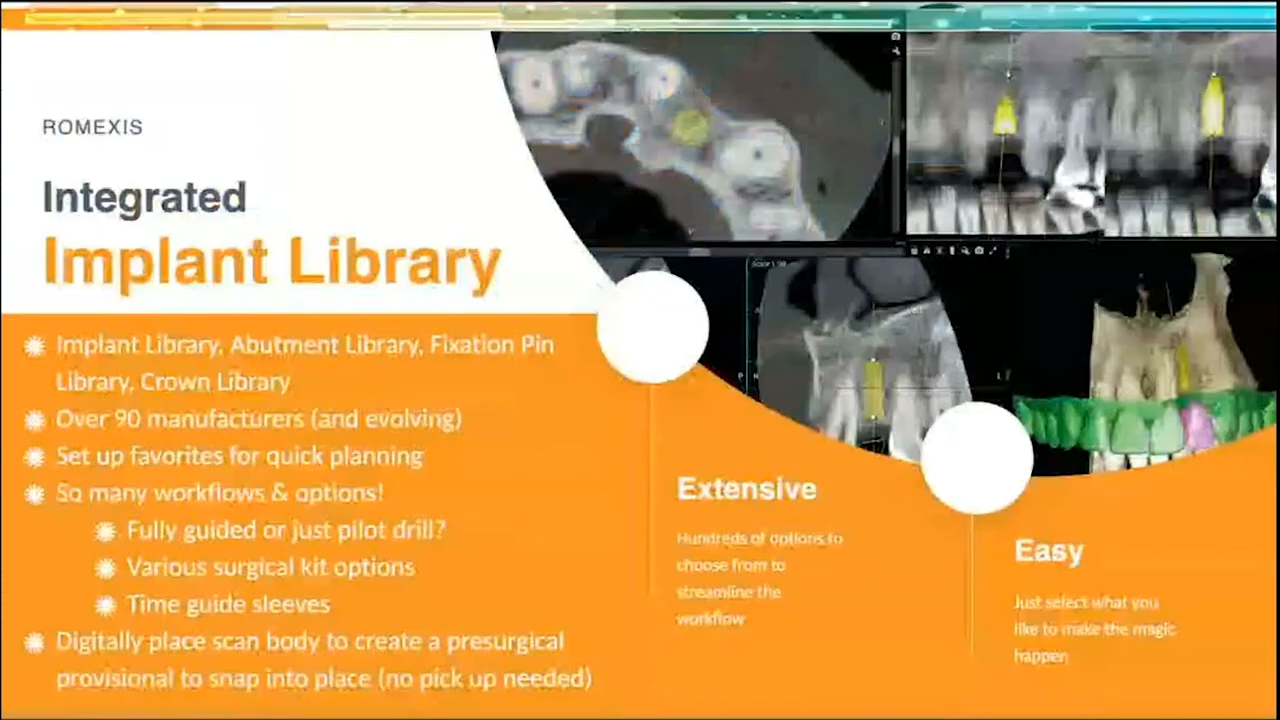 ROMEXIS
Integrated
Implant Library
Implant Library, Abutment Library, Fixation Pin
Library, Crown Library
Over 90 manufacturers (and evolving)
Set up favorites for quick planning
So many workflows & options!
Fully guided or just pilot drill?
Various surgical kit options
Time guide sleeves
Digitally place scan body to create a presurgical
provisional to snap into place (no pick up needed)
Extensive
Hundreds of options to
choose from to
streamline the
workflow
Easy
Just select what you
like to make the magic
happen